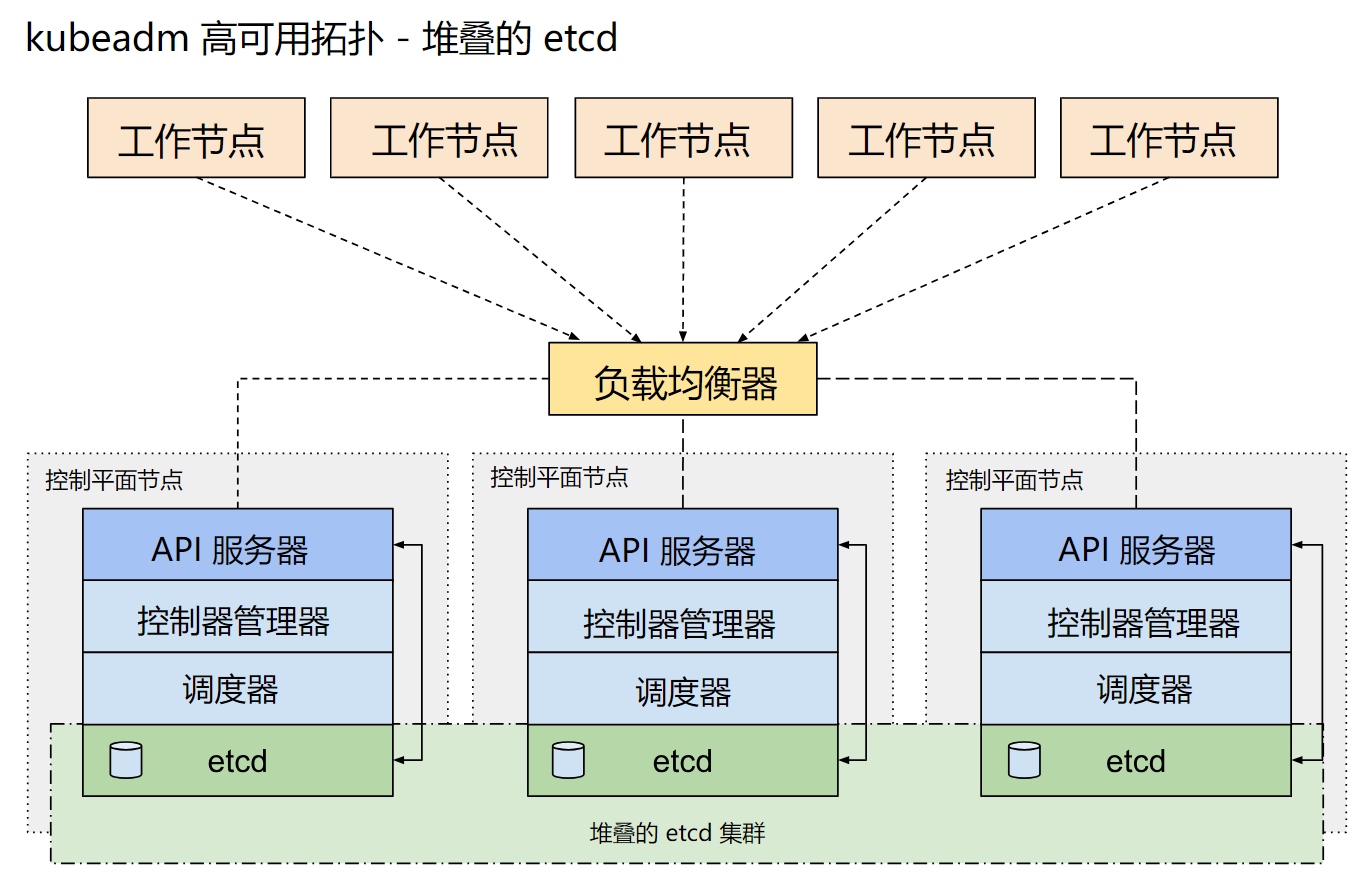 kubeadm 高可用拓扑 - 堆叠的 etcd
工作节点
工作节点
工作节点
工作节点
工作节点
负载均衡器
控制平面节点
API 服务器
控制器管理器
调度器
etcd
控制平面节点
API 服务器
控制器管理器
调度器
etcd
控制平面节点
API 服务器
控制器管理器
调度器
etcd
堆叠的 etcd 集群